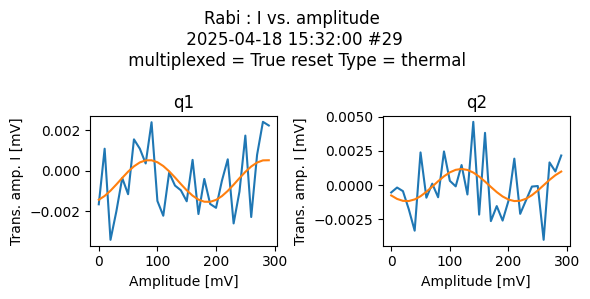 Rabi : I vs. amplitude
2025-04-18 15:32:00 #29
multiplexed = True reset Type = thermal
q1
q2
Trans. amp. I [mV]
0.002
0.000
−0.002
0
100
200
300
Amplitude [mV]
Trans. amp. I [mV]
0.0050
0.0025
0.0000
−0.0025
0
100
200
300
Amplitude [mV]